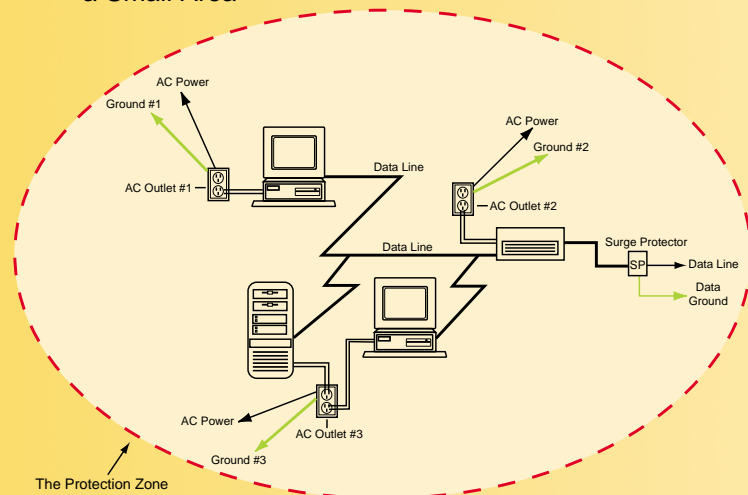 a Small Area
AC Power
Ground #1
AC Outlet #1
Data Line
AC Power
Ground #2
AC Outlet #2
Data Line
Surge Protector
SP
Data Line
Data
Ground
AC Power
AC Outlet #3
Ground #3
The Protection Zone